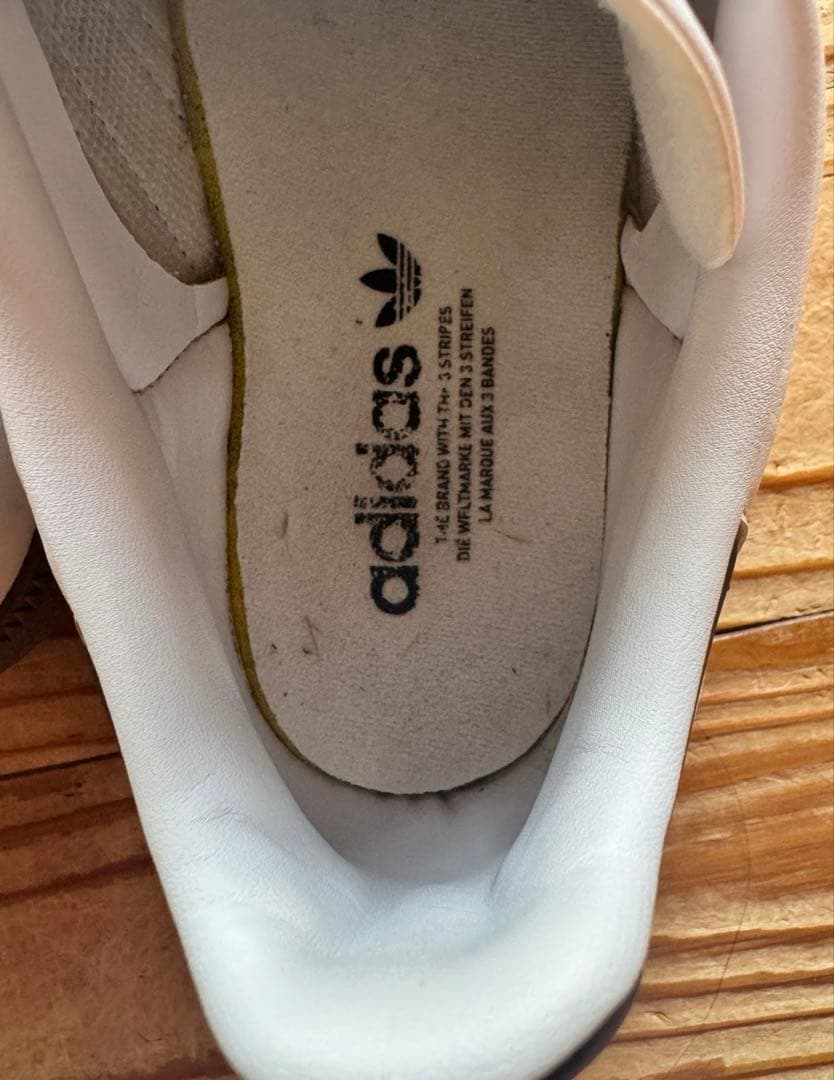 adidas
THE BRAND WITH THE 3 STRIPES
DIE WELTMARKE MIT DEN 3 STREIFEN
LA MARQUE AUX 3 BANDES